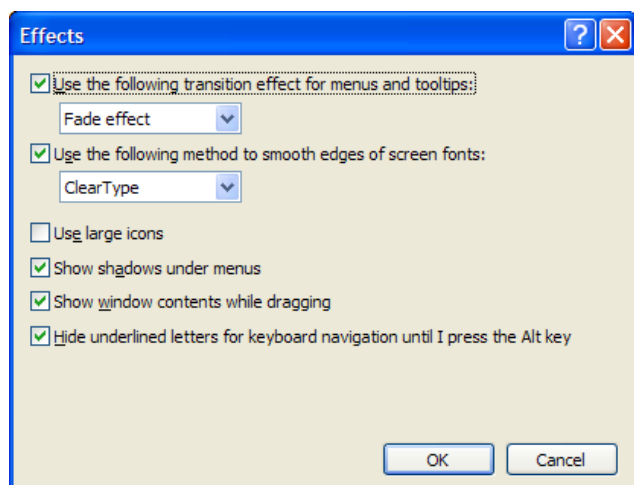 Effects
?
Use the following transition effect for menus and tooltips:
Fade effect
Use the following method to smooth edges of screen fonts:
ClearType
Use large icons
Show shadows under menus
Show window contents while dragging
Hide underlined letters for keyboard navigation until I press the Alt key
OK Cancel